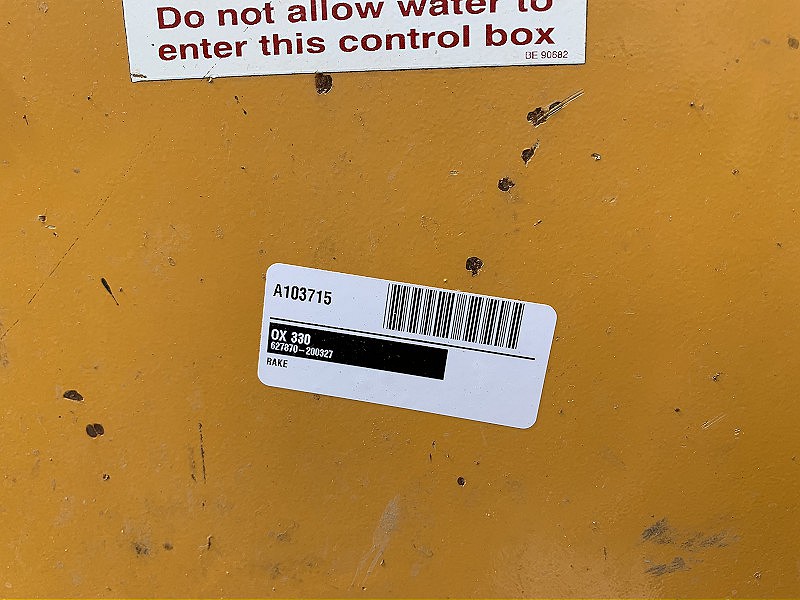 Do not allow water to
enter this control box
BE 90682
A103715
OX 330
627870-200327
RAKE